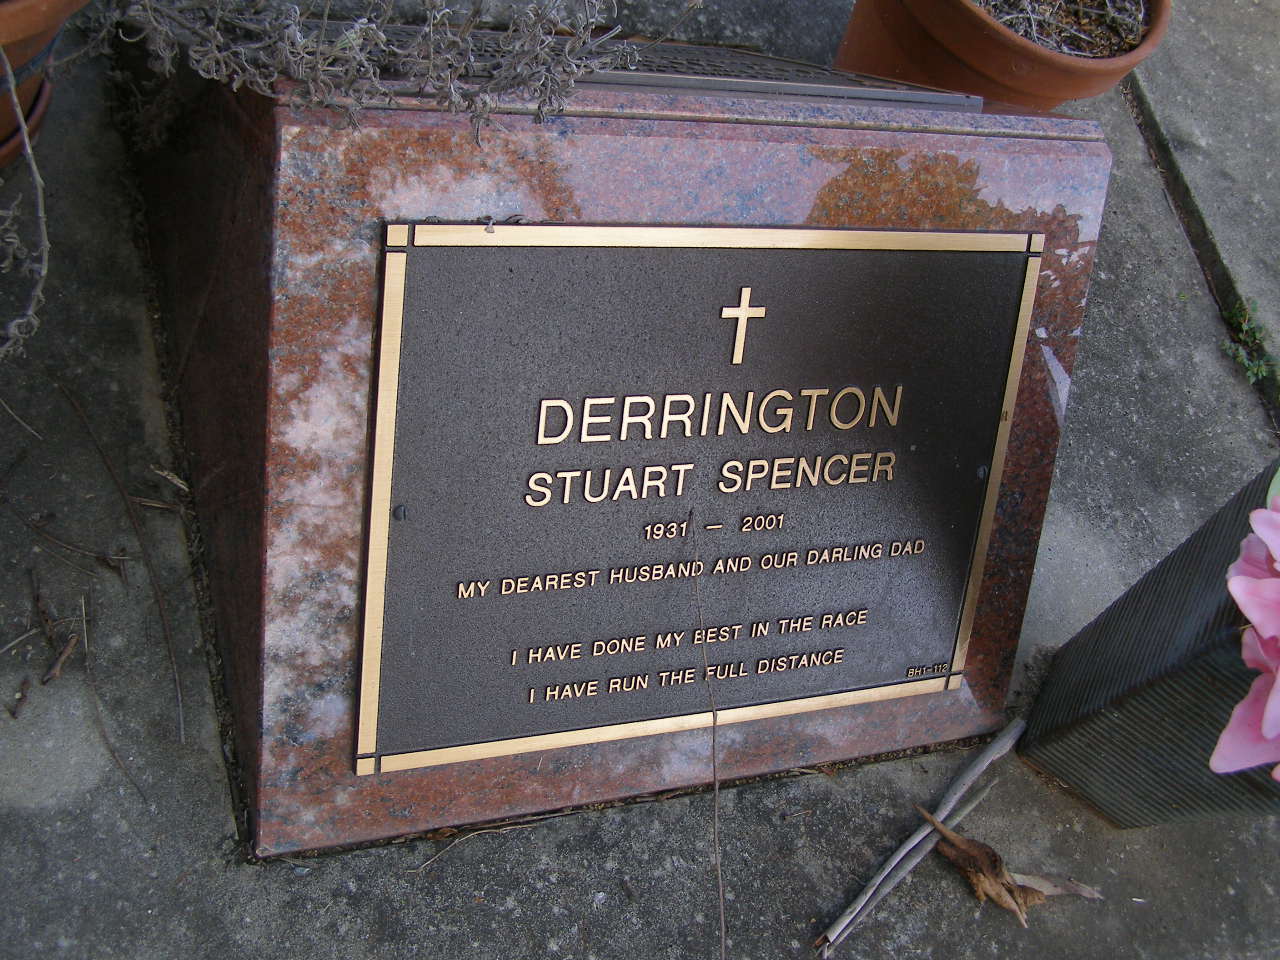 DERRINGTON
STUART SPENCER
1931 – 2001
MY DEAREST HUSBAND AND OUR DARLING DAD
I HAVE DONE MY BEST IN THE RACE
I HAVE RUN THE FULL DISTANCE
BH1-112